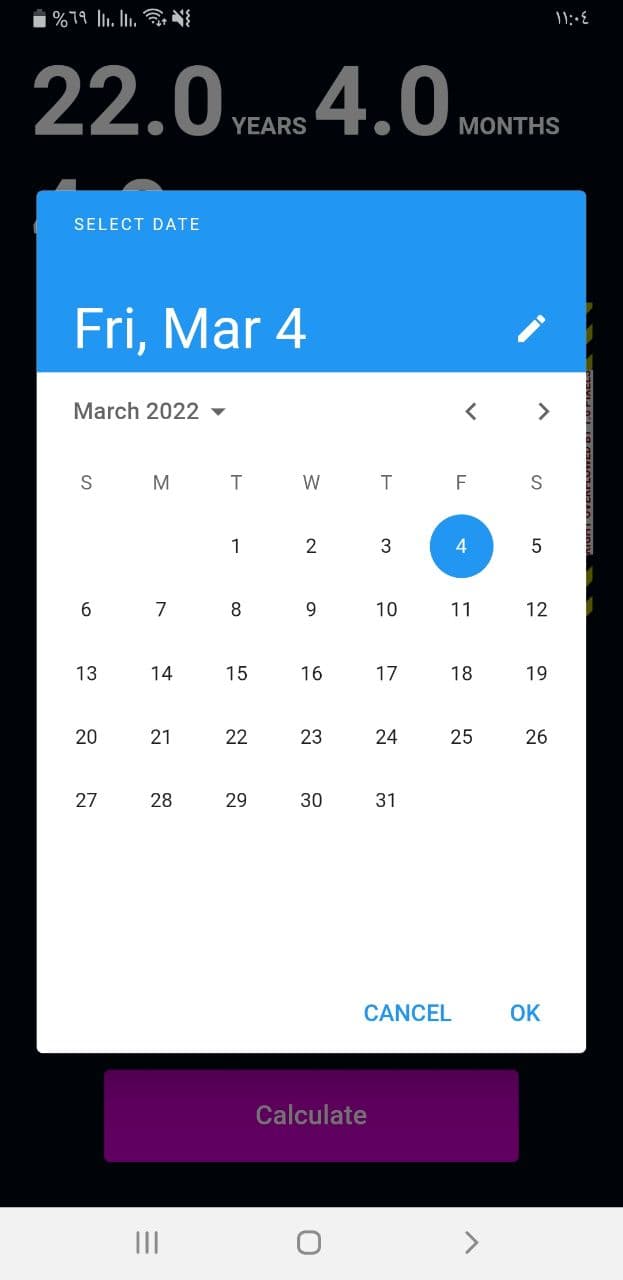 %٦٩ ١١:٠٤
22.0 YEARS 4.0 MONTHS
SELECT DATE
Fri, Mar 4
March 2022
S M T W T F S
1 2 3 4 5
6 7 8 9 10 11 12
13 14 15 16 17 18 19
20 21 22 23 24 25 26
27 28 29 30 31
CANCEL OK
Calculate